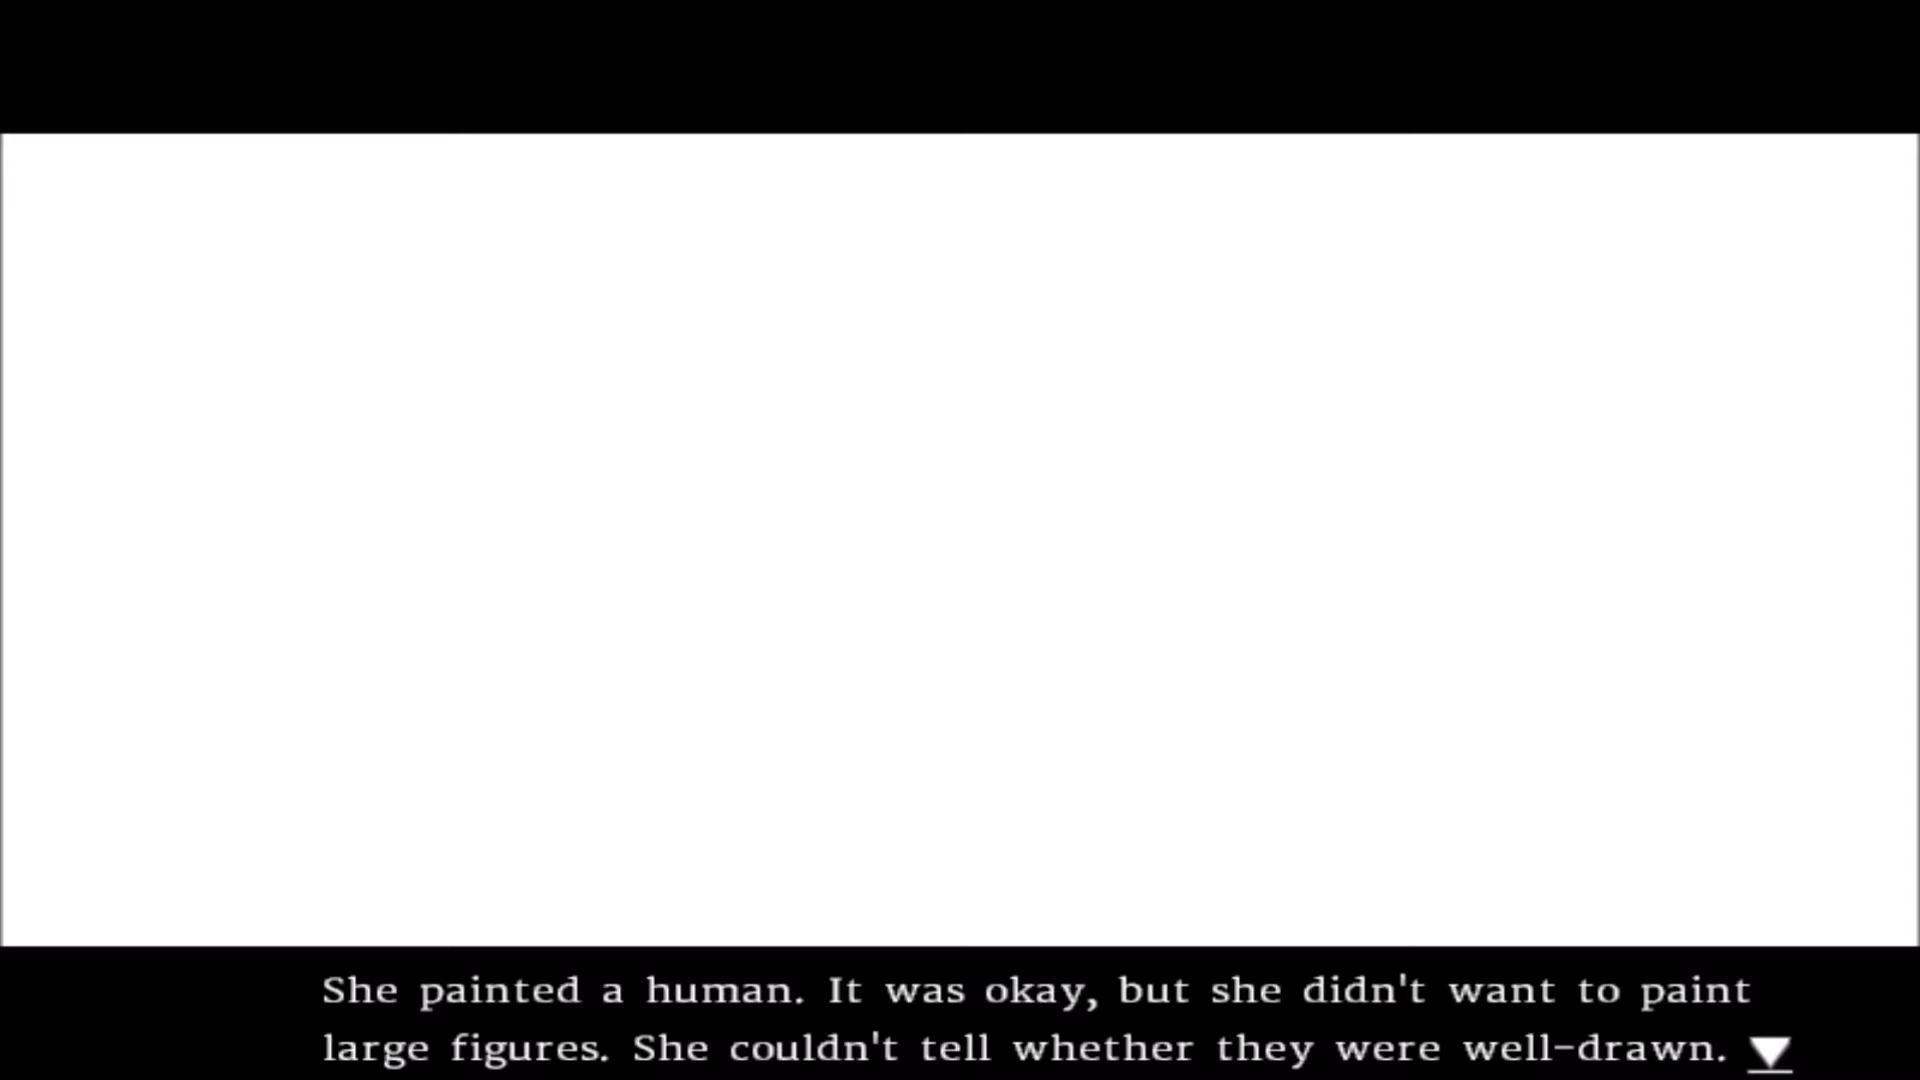 She painted a human. It was okay, but she didn't want to paint
large figures. She couldn't tell whether they were well-drawn.